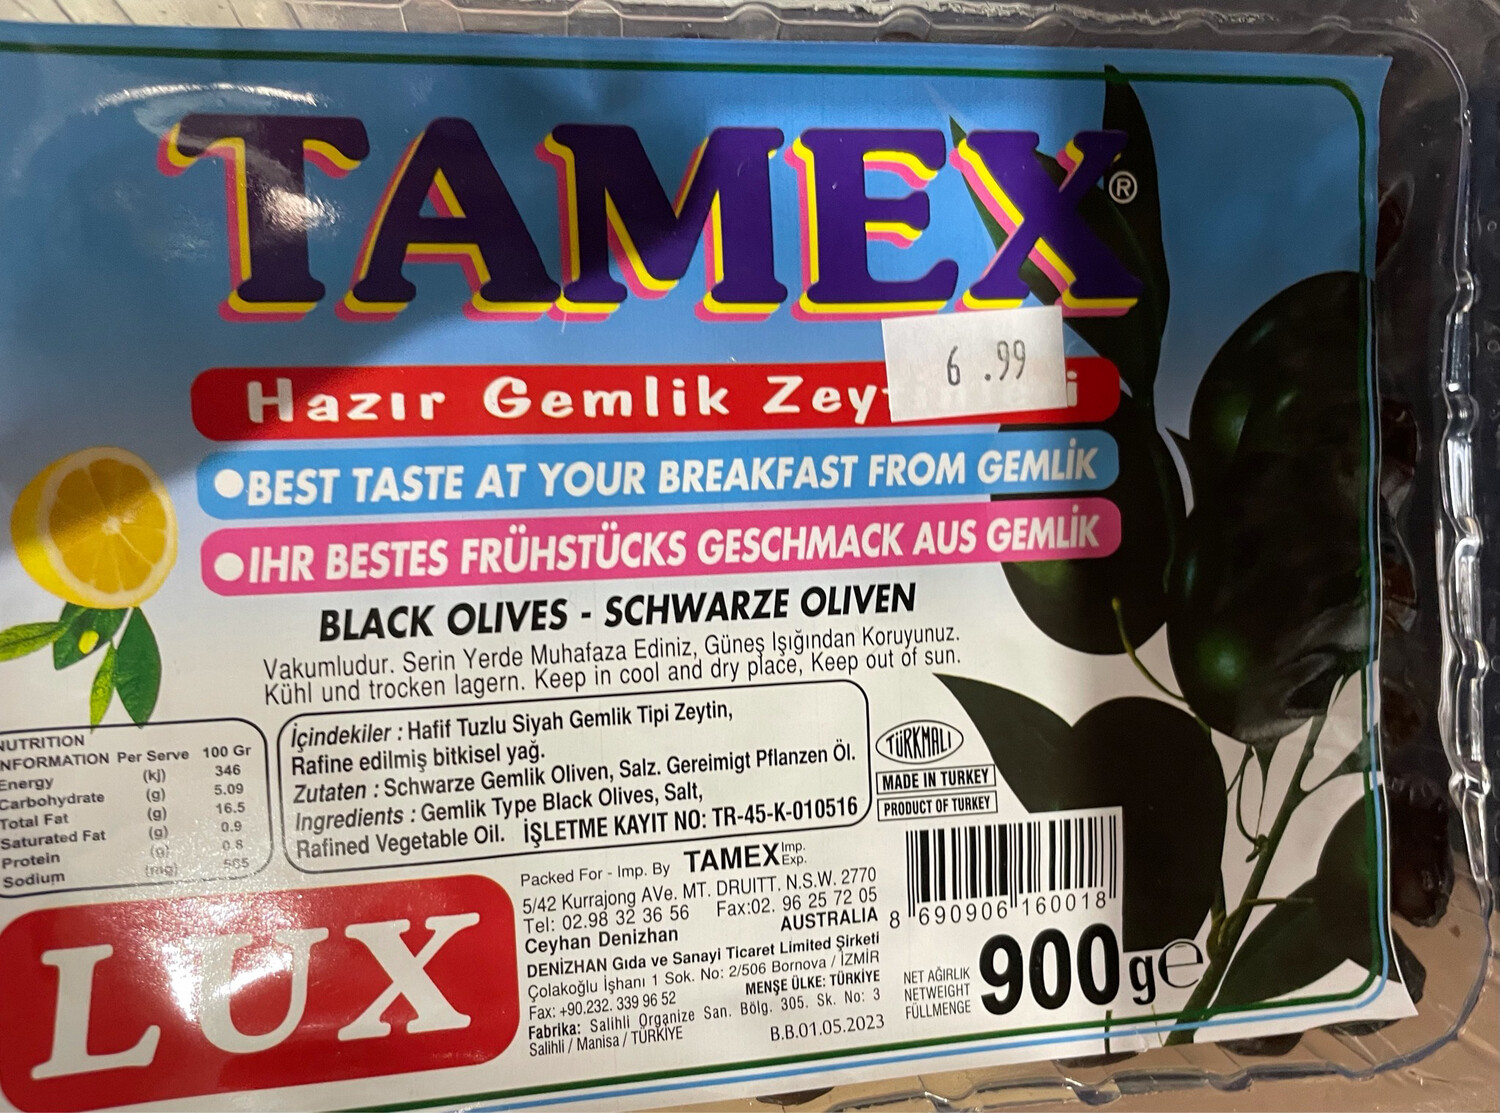 TAMEX®
6.99
Hazır Gemlik
•BEST TASTE AT YOUR BREAKFAST FROM GEMLİK
•IHR BESTES FRÜHSTÜCKS GESCHMACK AUS GEMLİK
BLACK OLIVES - SCHWARZE OLIVEN
Vakumludur. Serin Yerde Muhafaza Ediniz, Güneş Işığından Koruyunuz.
Kühl und trocken lagern. Keep in cool and dry place, Keep out of sun.
NUTRITION
INFORMATION Per Serve 100 Gr
Energy (kj) 346
Carbohydrate (g) 5.09
Total Fat (g) 16.5
Saturated Fat (g) 0.9
Protein (g) 0.8
Sodium (mg) 565
İçindekiler : Hafif Tuzlu Siyah Gemlik Tipi Zeytin,
Rafine edilmiş bitkisel yağ.
Zutaten : Schwarze Gemlik Oliven, Salz. Gereimigt Pflanzen Öl.
Ingredients : Gemlik Type Black Olives, Salt,
Rafined Vegetable Oil. İŞLETME KAYIT NO: TR-45-K-010516
TÜRKMALI
MADE IN TURKEY
PRODUCT OF TURKEY
LUX
Packed For - Imp. By TAMEX Imp. Exp.
5/42 Kurrajong AVe. MT. DRUITT. N.S.W. 2770
Tel: 02.98 32 36 56 Fax:02. 96 25 72 05
Ceyhan Denizhan AUSTRALIA
DENİZHAN Gıda ve Sanayi Ticaret Limited Şirketi
Çolakoğlu İşhanı 1 Sok. No: 2/506 Bornova / İZMİR
Fax: +90.232. 339 96 52 MENŞE ÜLKE: TÜRKİYE
Fabrika: Salihli Organize San. Bölg. 305. Sk. No: 3
Salihli / Manisa / TÜRKİYE B.B.01.05.2023
8 690906 160018
NET AĞIRLIK
NETWEIGHT
FÜLLMENGE
900ge